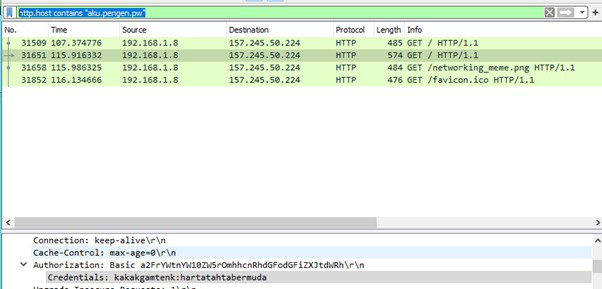 http.host contains "aku.pengen.pw"
No. Time Source Destination Protocol Length Info
31509 107.374776 192.168.1.8 157.245.50.224 HTTP 485 GET / HTTP/1.1
31651 115.916332 192.168.1.8 157.245.50.224 HTTP 574 GET / HTTP/1.1
31658 115.986325 192.168.1.8 157.245.50.224 HTTP 484 GET /networking_meme.png HTTP/1.1
31852 116.134666 192.168.1.8 157.245.50.224 HTTP 476 GET /favicon.ico HTTP/1.1
Connection: keep-alive\r\n
Cache-Control: max-age=0\r\n
Authorization: Basic a2FrYWtnYW10ZW5rOmhhcnRhdGFodGFiZXJtdWRh\r\n
Credentials: kakakgamtenk:hartatahtabermuda